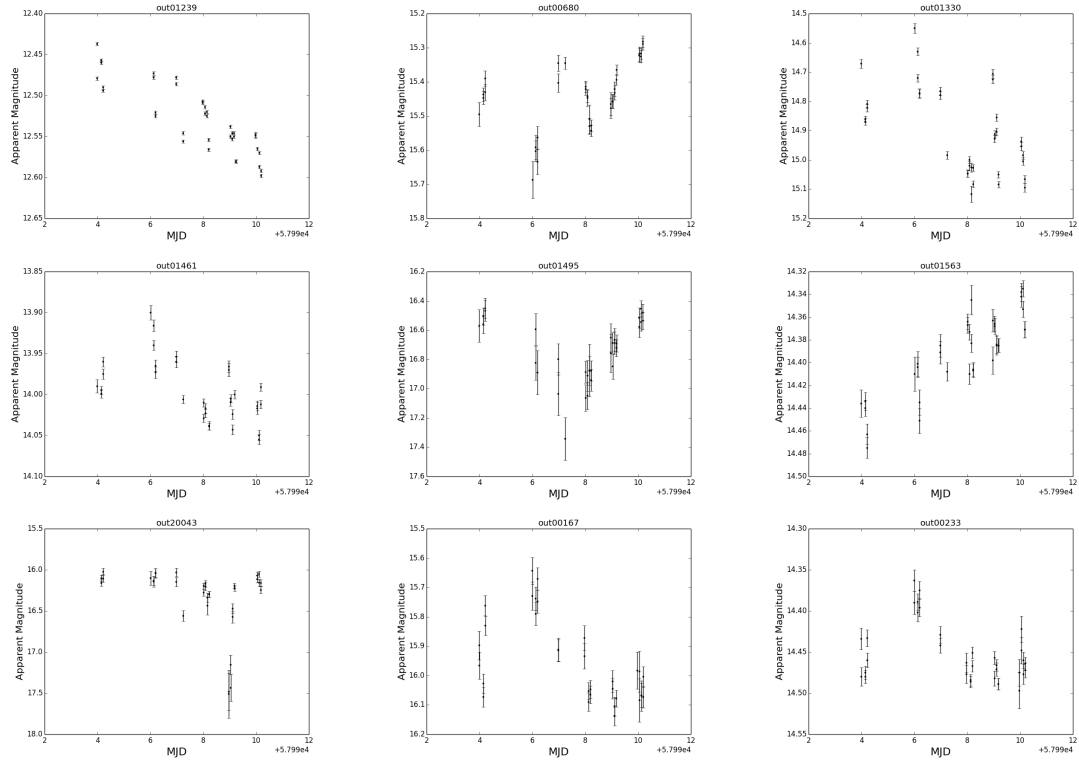 out01239
12.40
12.45
12.50
12.55
12.60
12.65
Apparent Magnitude
2 4 6 8 10 12
MJD
+5.799e4
out00680
15.2
15.3
15.4
15.5
15.6
15.7
15.8
Apparent Magnitude
2 4 6 8 10 12
MJD
+5.799e4
out01330
14.5
14.6
14.7
14.8
14.9
15.0
15.1
15.2
Apparent Magnitude
2 4 6 8 10 12
MJD
+5.799e4
out01461
13.85
13.90
13.95
14.00
14.05
14.10
Apparent Magnitude
2 4 6 8 10 12
MJD
+5.799e4
out01495
16.2
16.4
16.6
16.8
17.0
17.2
17.4
17.6
Apparent Magnitude
2 4 6 8 10 12
MJD
+5.799e4
out01563
14.32
14.34
14.36
14.38
14.40
14.42
14.44
14.46
14.48
14.50
Apparent Magnitude
2 4 6 8 10 12
MJD
+5.799e4
out20043
15.5
16.0
16.5
17.0
17.5
18.0
Apparent Magnitude
2 4 6 8 10 12
MJD
+5.799e4
out00167
15.5
15.6
15.7
15.8
15.9
16.0
16.1
16.2
Apparent Magnitude
2 4 6 8 10 12
MJD
+5.799e4
out00233
14.30
14.35
14.40
14.45
14.50
14.55
Apparent Magnitude
2 4 6 8 10 12
MJD
+5.799e4